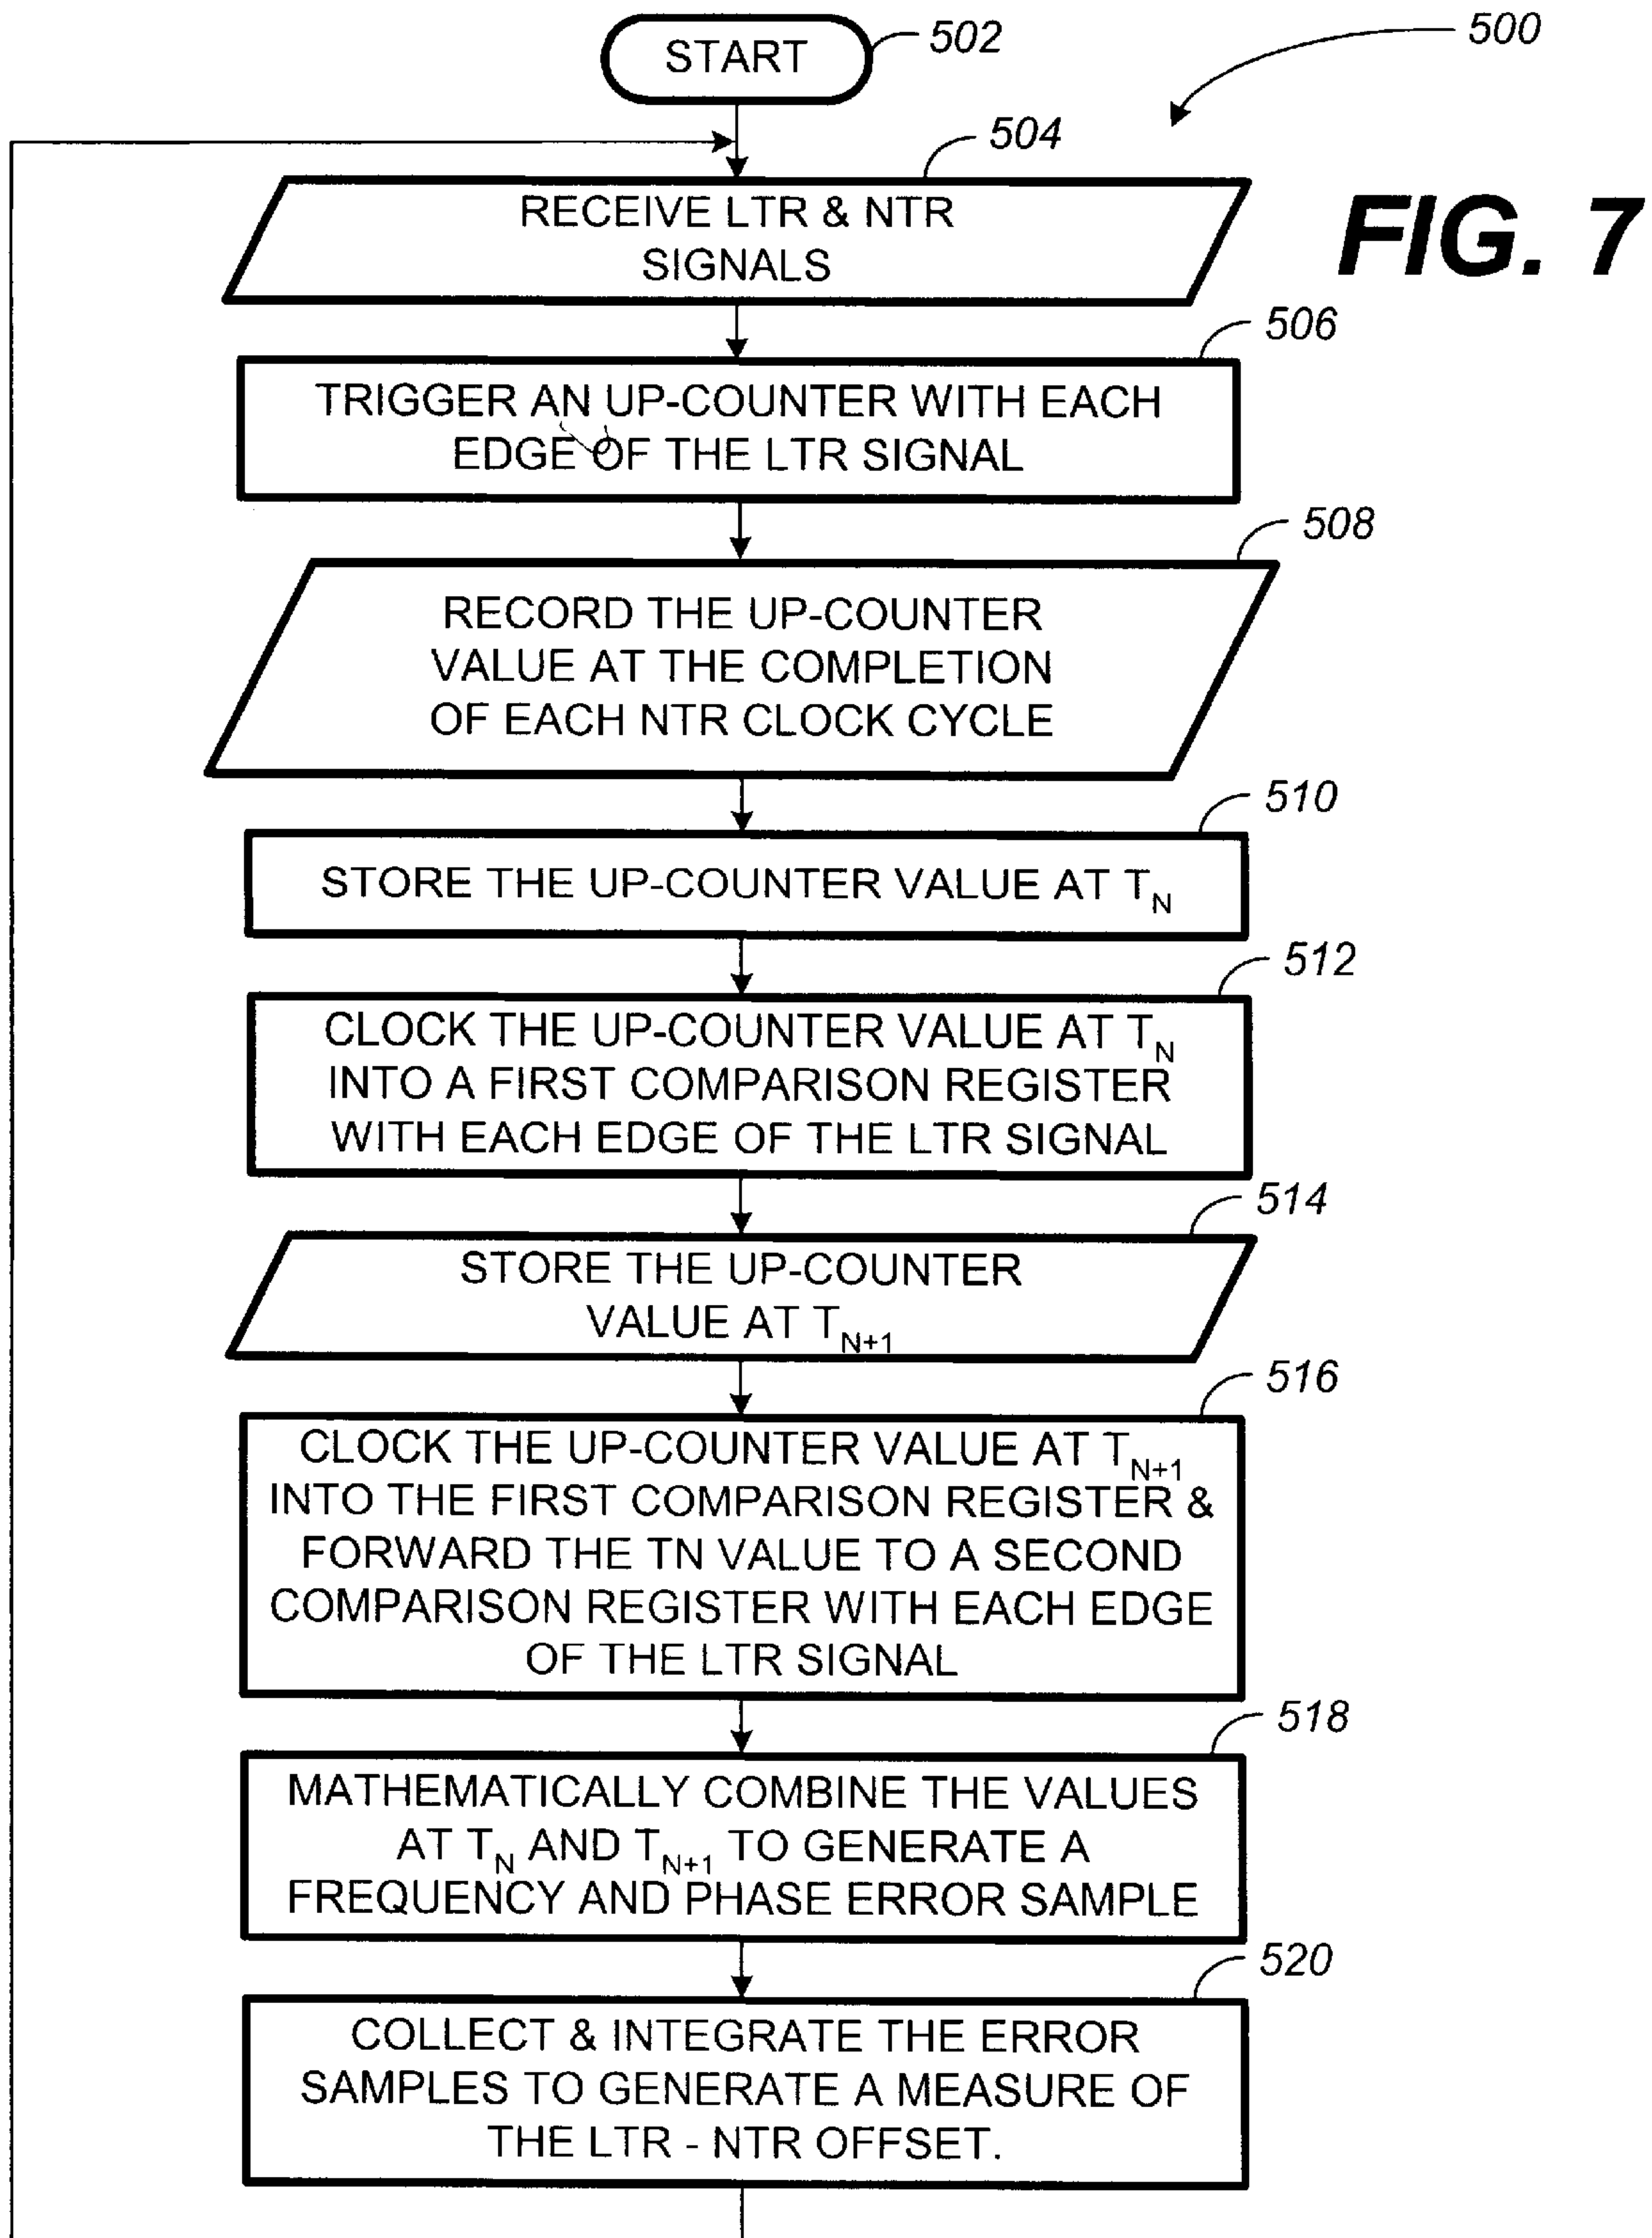 START
502
500
504
RECEIVE LTR & NTR
SIGNALS
FIG. 7
506
TRIGGER AN UP-COUNTER WITH EACH
EDGE OF THE LTR SIGNAL
508
RECORD THE UP-COUNTER
VALUE AT THE COMPLETION
OF EACH NTR CLOCK CYCLE
510
STORE THE UP-COUNTER VALUE AT TN
512
CLOCK THE UP-COUNTER VALUE AT TN
INTO A FIRST COMPARISON REGISTER
WITH EACH EDGE OF THE LTR SIGNAL
514
STORE THE UP-COUNTER
VALUE AT TN+1
516
CLOCK THE UP-COUNTER VALUE AT TN+1
INTO THE FIRST COMPARISON REGISTER &
FORWARD THE TN VALUE TO A SECOND
COMPARISON REGISTER WITH EACH EDGE
OF THE LTR SIGNAL
518
MATHEMATICALLY COMBINE THE VALUES
AT TN AND TN+1 TO GENERATE A
FREQUENCY AND PHASE ERROR SAMPLE
520
COLLECT & INTEGRATE THE ERROR
SAMPLES TO GENERATE A MEASURE OF
THE LTR - NTR OFFSET.